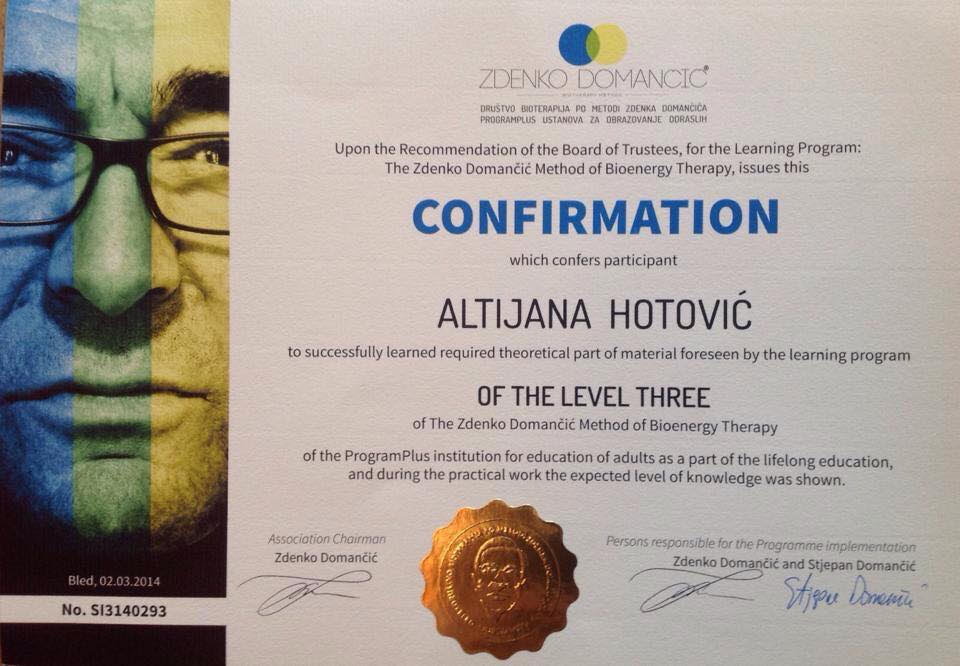 ZDENKO DOMANCIC®
DRUŠTVO BIOTERAPIJA PO METODI ZDENKA DOMANČIĆA
PROGRAMPLUS USTANOVA ZA OBRAZOVANJE ODRASLIH
Upon the Recommendation of the Board of Trustees, for the Learning Program:
The Zdenko Domančić Method of Bioenergy Therapy, issues this
CONFIRMATION
which confers participant
ALTIJANA HOTOVIĆ
to successfully learned required theoretical part of material foreseen by the learning program
OF THE LEVEL THREE
of The Zdenko Domančić Method of Bioenergy Therapy
of the ProgramPlus institution for education of adults as a part of the lifelong education,
and during the practical work the expected level of knowledge was shown.
Association Chairman
Zdenko Domančić
Persons responsible for the Programme implementation
Zdenko Domančić and Stjepan Domančić
Bled, 02.03.2014
No. SI3140293